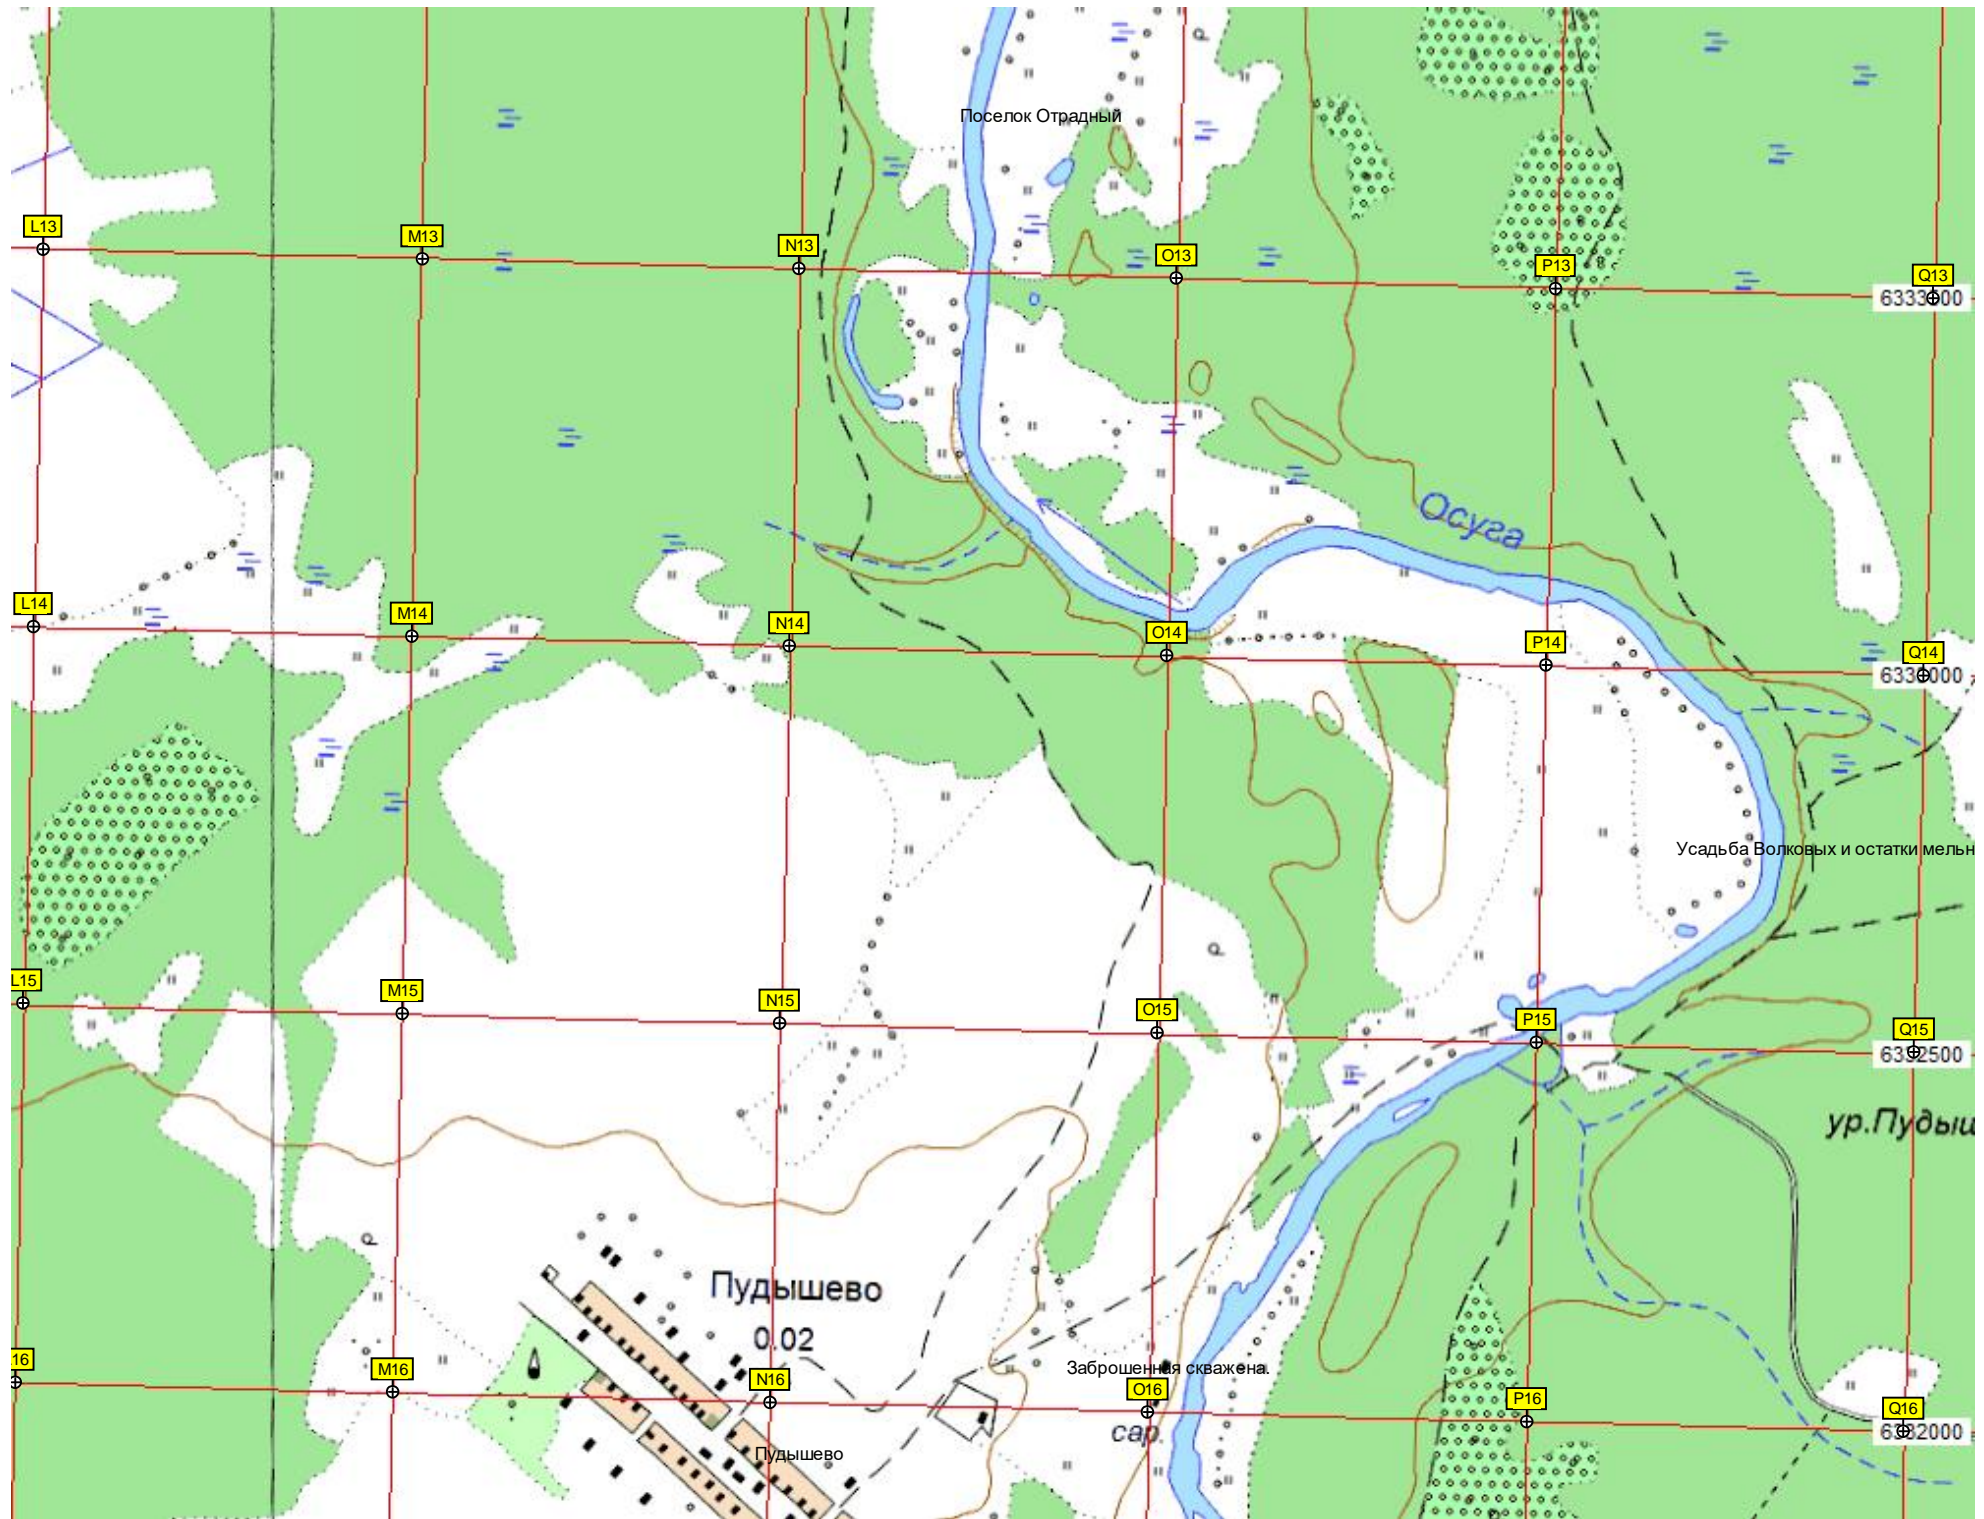 Поселок Отрадный
L13
M13
N13
O13
P13
Q13
6333000
Осуга
L14
M14
N14
O14
P14
Q14
Усадьба Волковых и остатки мельн
L15
M15
N15
O15
P15
Q15
6332500
ур.Пудыш
Пудышево
0.02
Заброшенная скважена.
16
M16
N16
O16
P16
Q16
6332000
сар.
Пудышево